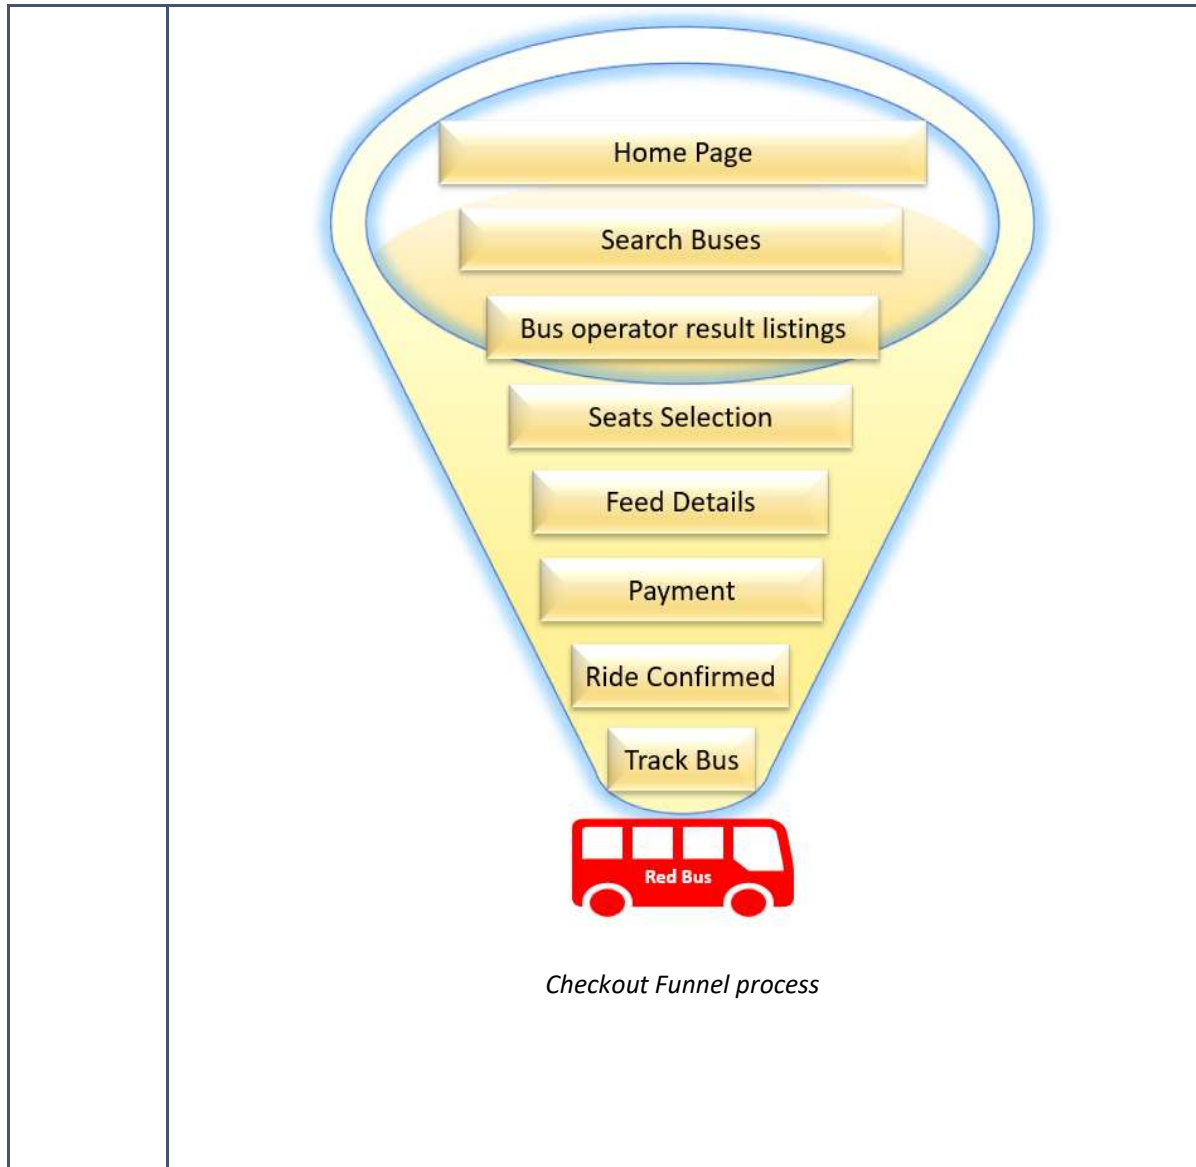 Home Page
Search Buses
Bus operator result listings
Seats Selection
Feed Details
Payment
Ride Confirmed
Track Bus
Red Bus
Checkout Funnel process